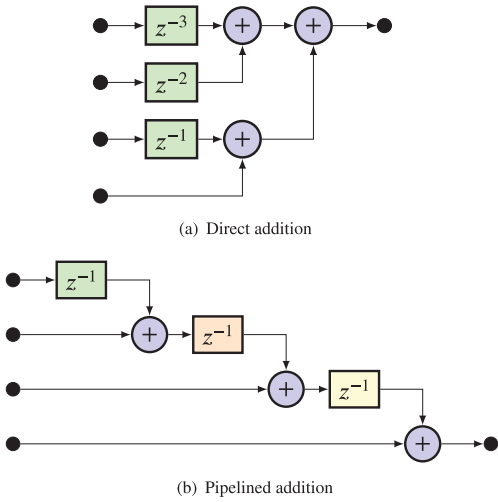 z⁻³ + +
z⁻²
z⁻¹ +
(a) Direct addition
z⁻¹
+ z⁻¹
+ z⁻¹
+
(b) Pipelined addition